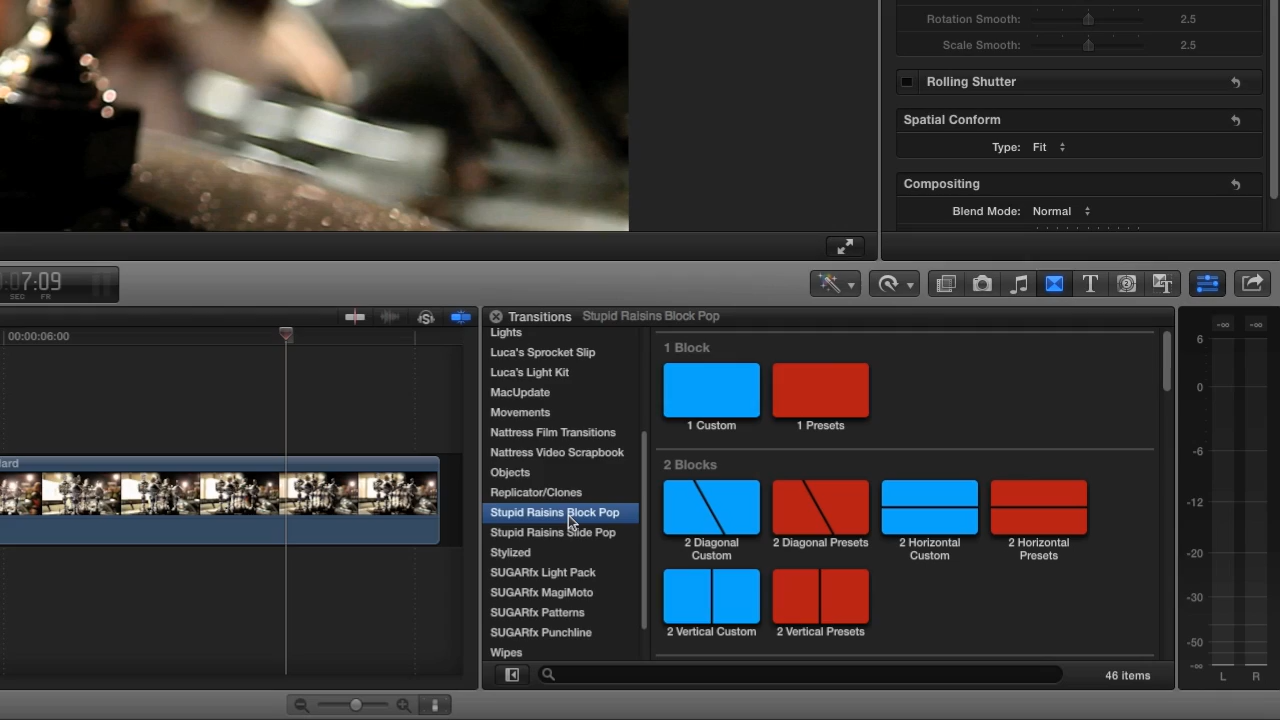 Rotation Smooth: 2.5
Scale Smooth: 2.5
Rolling Shutter
Spatial Conform
Type: Fit
Compositing
Blend Mode: Normal
7:09
SEC FR
Transitions Stupid Raisins Block Pop
00:00:06:00
Lights
Luca's Sprocket Slip
Luca's Light Kit
MacUpdate
Movements
Nattress Film Transitions
Nattress Video Scrapbook
Objects
Replicator/Clones
Stupid Raisins Block Pop
Stupid Raisins Slide Pop
Stylized
SUGARfx Light Pack
SUGARfx MagiMoto
SUGARfx Patterns
SUGARfx Punchline
Wipes
1 Block
1 Custom
1 Presets
2 Blocks
2 Diagonal
Custom
2 Diagonal Presets
2 Horizontal
Custom
2 Horizontal
Presets
2 Vertical Custom
2 Vertical Presets
46 items
-∞ -∞
6
0
-6
-12
-20
-30
-50
-∞
L R